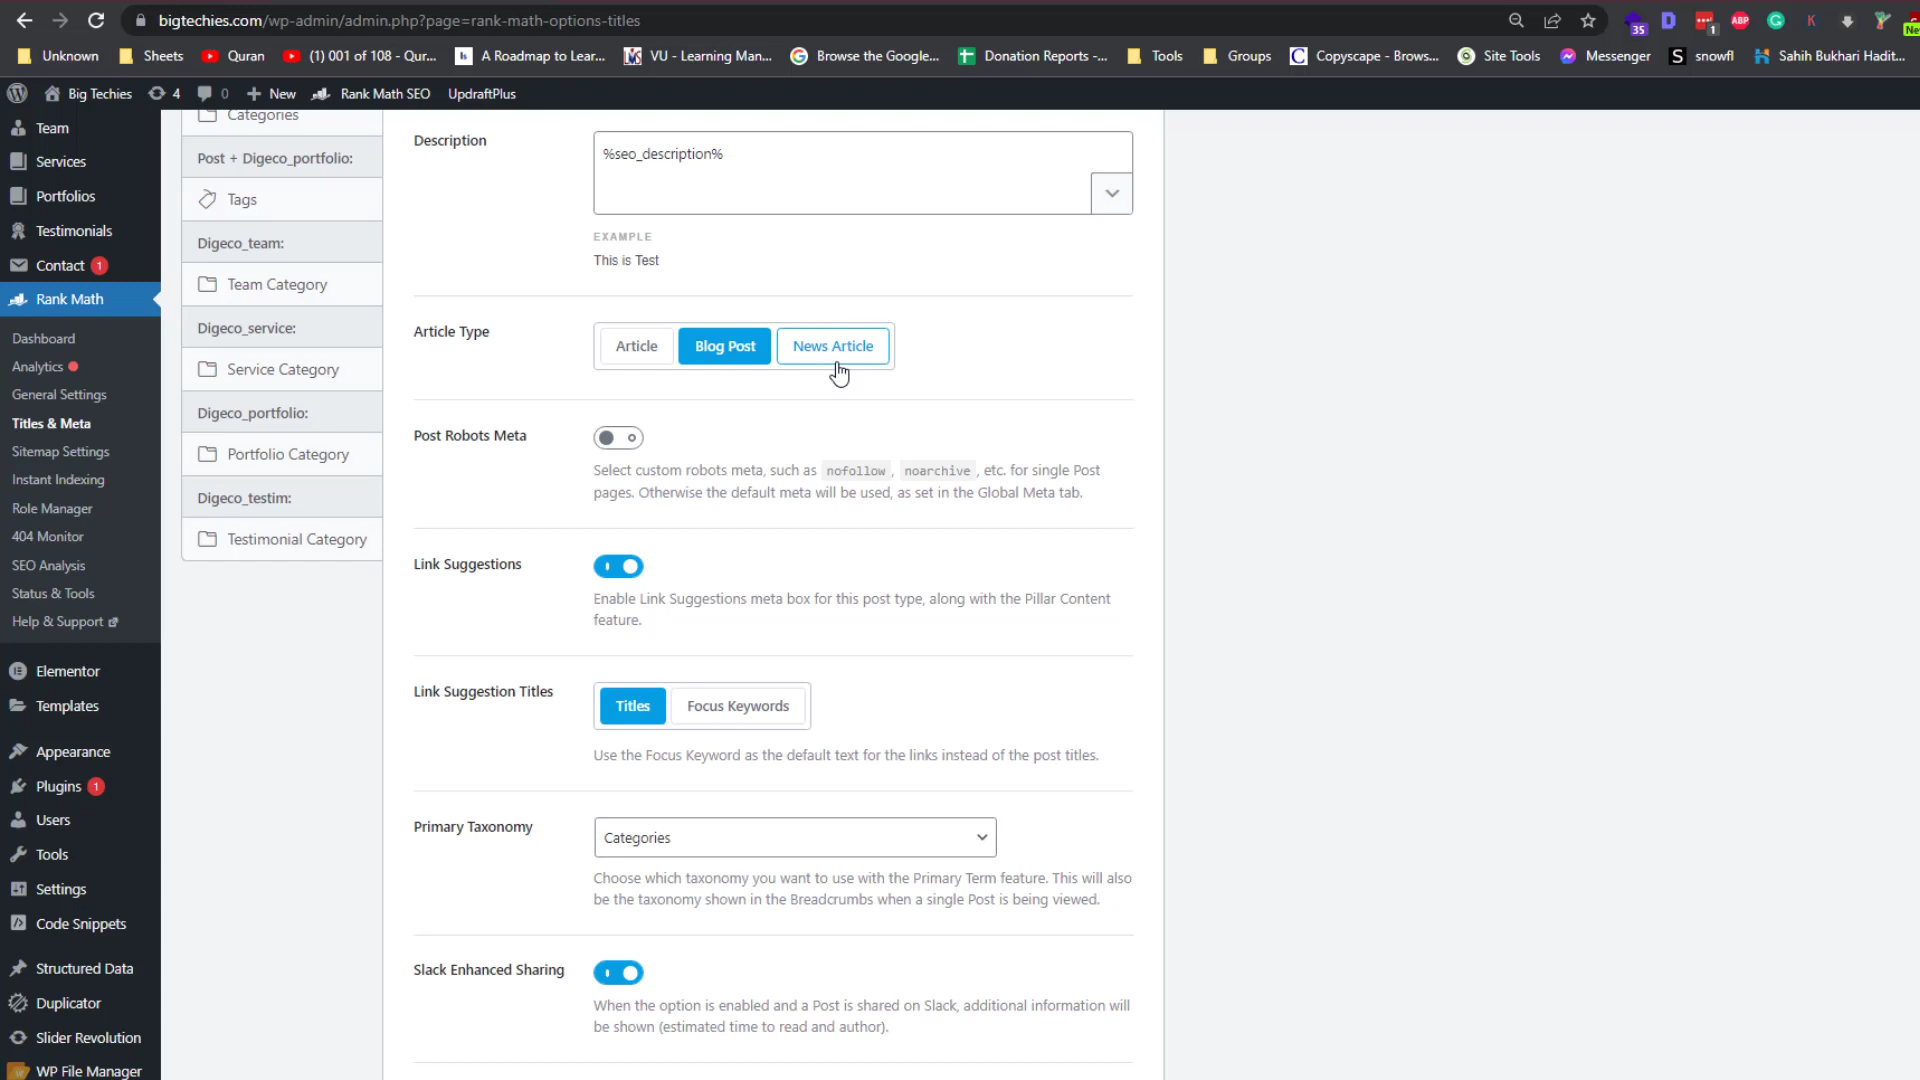 bigtechies.com/wp-admin/admin.php?page=rank-math-options-titles
35
D
1
ABP
K
Ne
Unknown
Sheets
Quran
(1) 001 of 108 - Qur...
A Roadmap to Lear...
VU - Learning Man...
Browse the Google...
Donation Reports -...
Tools
Groups
Copyscape - Brows...
Site Tools
Messenger
snowfl
Sahih Bukhari Hadit...
Big Techies
4
0
New
Rank Math SEO
UpdraftPlus
Team
Services
Portfolios
Testimonials
Contact 1
Rank Math
Dashboard
Analytics
General Settings
Titles & Meta
Sitemap Settings
Instant Indexing
Role Manager
404 Monitor
SEO Analysis
Status & Tools
Help & Support
Elementor
Templates
Appearance
Plugins 1
Users
Tools
Settings
Code Snippets
Structured Data
Duplicator
Slider Revolution
WP File Manager
Categories
Post + Digeco_portfolio:
Tags
Digeco_team:
Team Category
Digeco_service:
Service Category
Digeco_portfolio:
Portfolio Category
Digeco_testim:
Testimonial Category
Description
%seo_description%
EXAMPLE
This is Test
Article Type
Article
Blog Post
News Article
Post Robots Meta
Select custom robots meta, such as nofollow, noarchive, etc. for single Post
pages. Otherwise the default meta will be used, as set in the Global Meta tab.
Link Suggestions
Enable Link Suggestions meta box for this post type, along with the Pillar Content
feature.
Link Suggestion Titles
Titles
Focus Keywords
Use the Focus Keyword as the default text for the links instead of the post titles.
Primary Taxonomy
Categories
Choose which taxonomy you want to use with the Primary Term feature. This will also
be the taxonomy shown in the Breadcrumbs when a single Post is being viewed.
Slack Enhanced Sharing
When the option is enabled and a Post is shared on Slack, additional information will
be shown (estimated time to read and author).